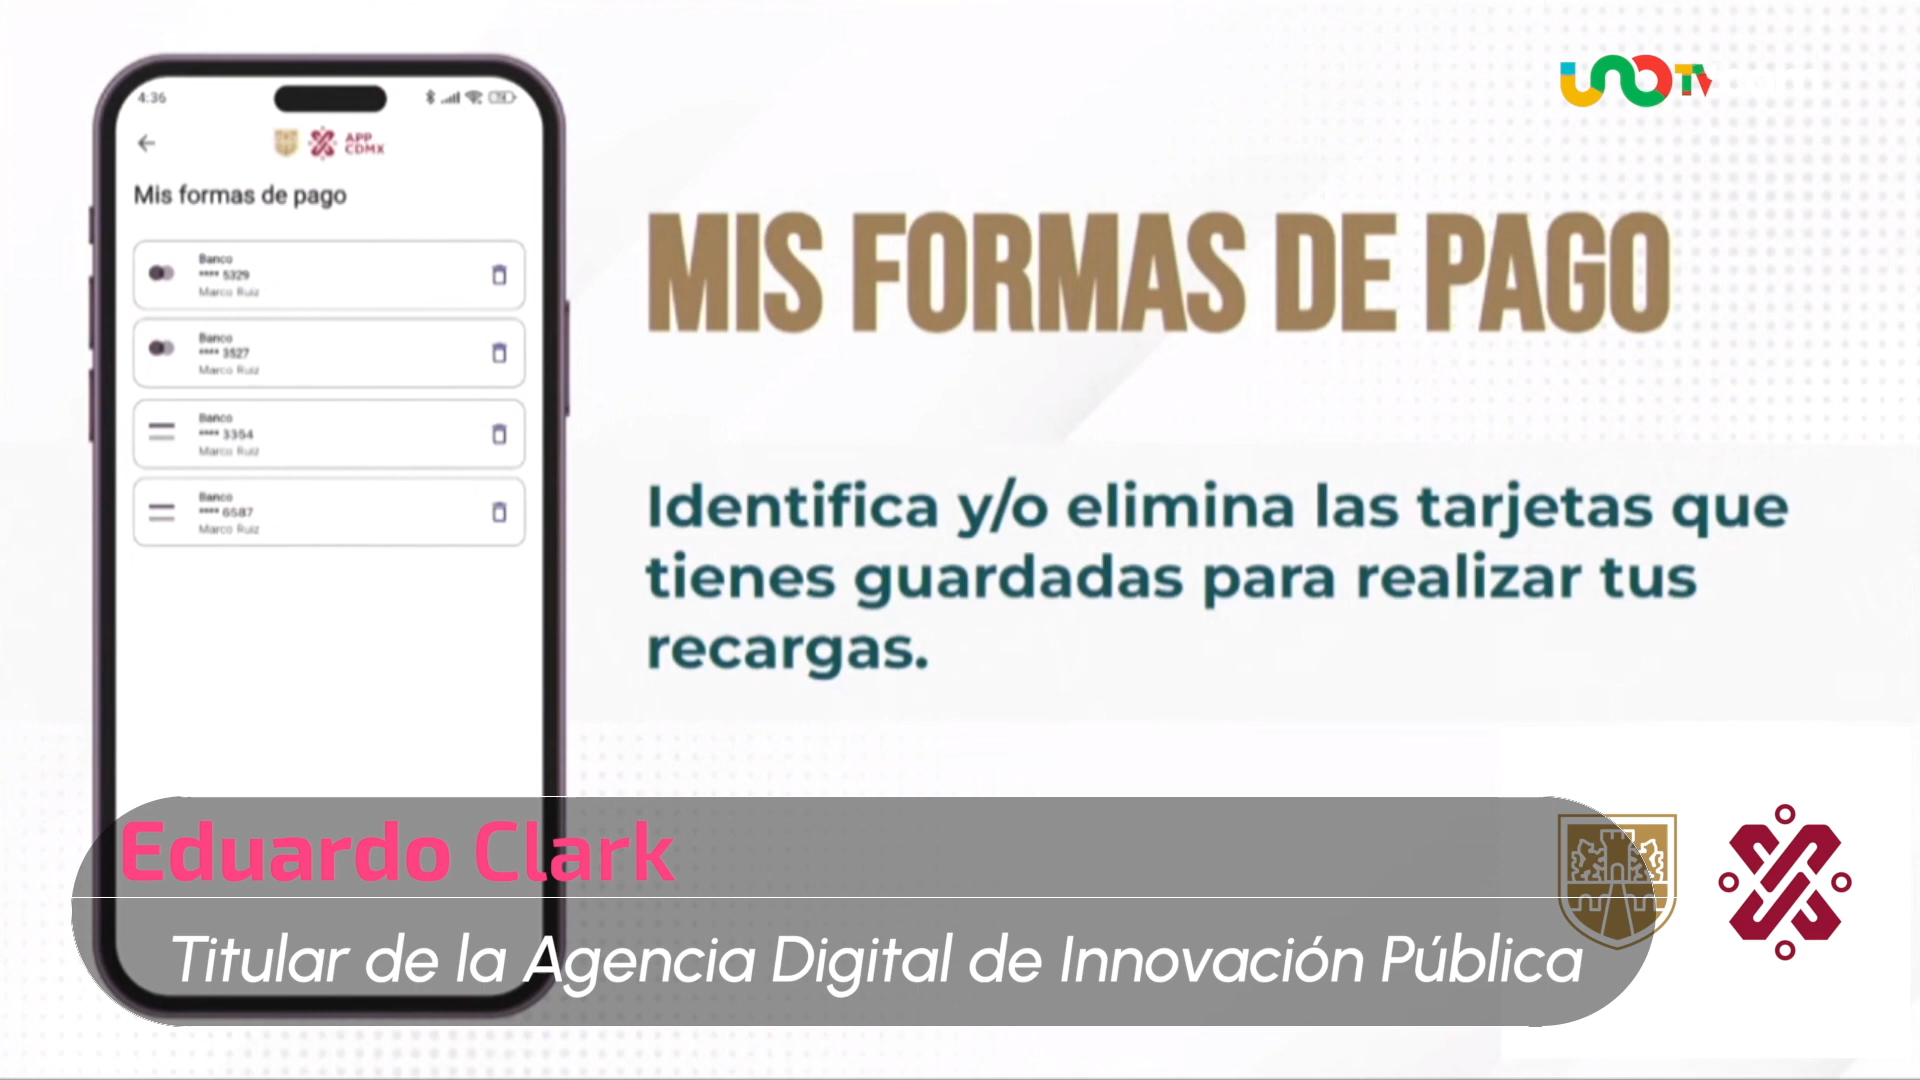 UNOTV
4:36
APP
CDMX
Mis formas de pago
Banco
**** 5329
Marco Ruiz
Banco
**** 3527
Marco Ruiz
Banco
**** 3354
Marco Ruiz
Banco
**** 6587
Marco Ruiz
MIS FORMAS DE PAGO
Identifica y/o elimina las tarjetas que
tienes guardadas para realizar tus
recargas.
Eduardo Clark
Titular de la Agencia Digital de Innovación Pública